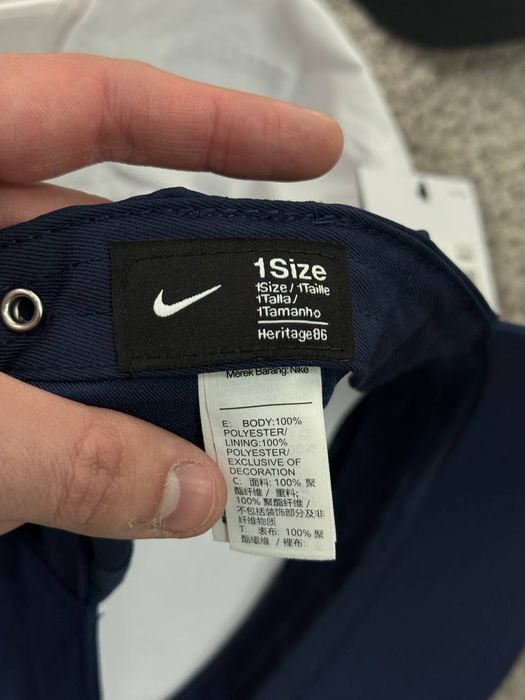 1Size
1Size / 1Taille
1Talla /
1Tamanho
Heritage86
Merek Barang: Nike
E: BODY:100%
POLYESTER/
LINING:100%
POLYESTER/
EXCLUSIVE OF
DECORATION
C: 面料: 100% 聚
酯纤维 / 里料:
100% 聚酯纤维 /
不包括装饰部分及非
纤维物质
T: 表布: 100% 聚
酯纖維 / 裡布: